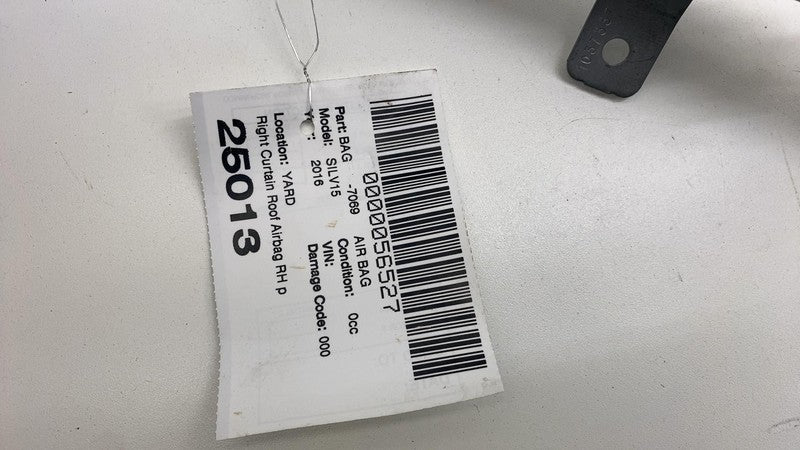 0000056527
Part: BAG -7069 AIR BAG
Model: SILV15 Condition: 0cc
2016 VIN:
Damage Code: 000
Location: YARD
Right Curtain Roof Airbag RH p
25013